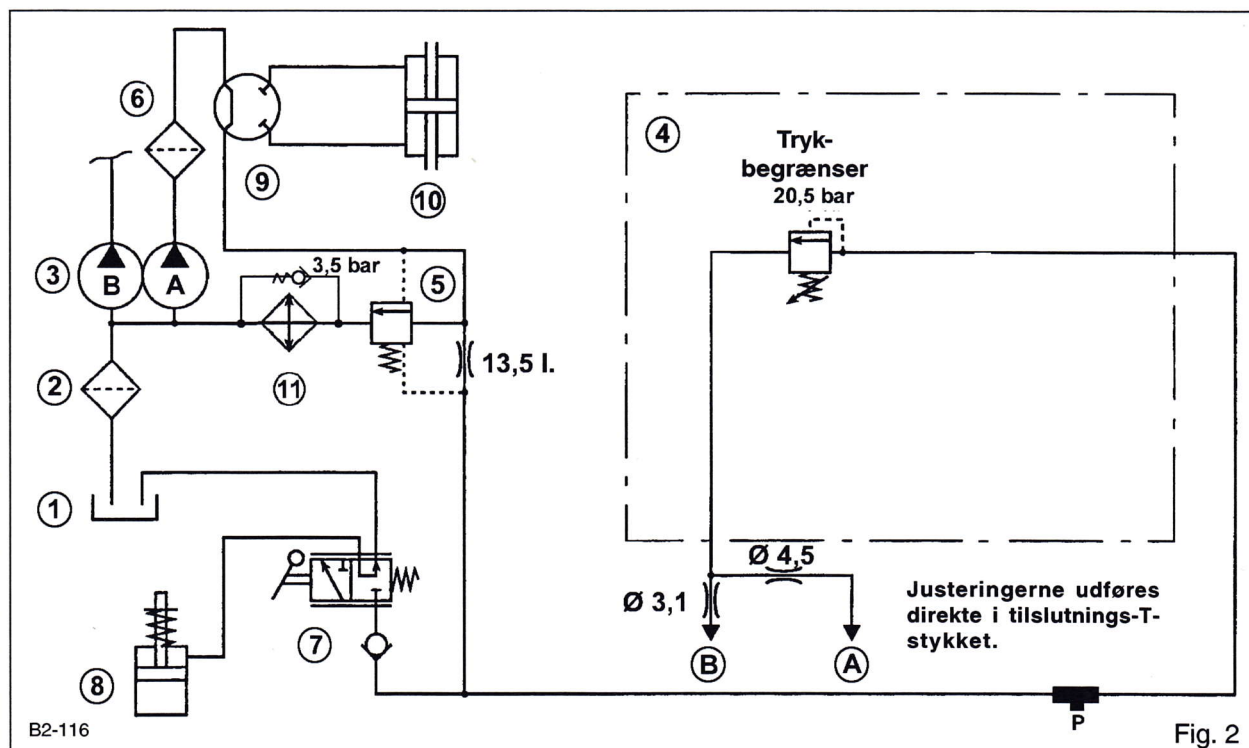 6
9
10
4
Tryk-
begrænser
20,5 bar
3
B
A
3,5 bar
5
2
11
13,5 l.
1
Ø 4,5
Ø 3,1
Justeringerne udføres
direkte i tilslutnings-T-
stykket.
7
8
B
A
P
B2-116
Fig. 2